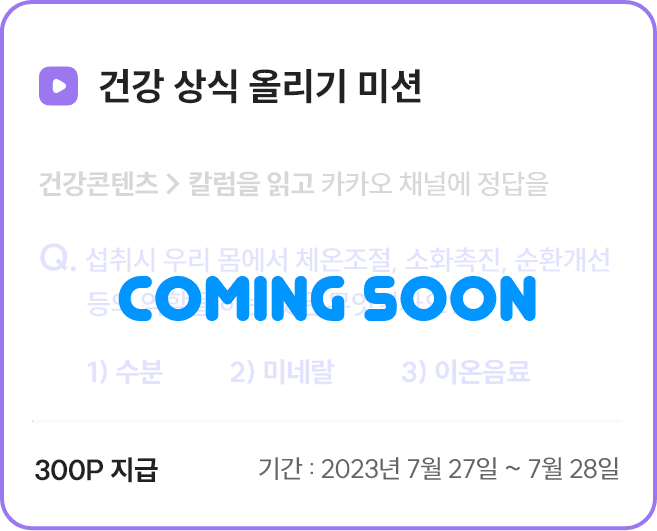 건강 상식 올리기 미션
건강콘텐츠 > 칼럼을 읽고 카카오 채널에 정답을
Q. 섭취시 우리 몸에서 체온조절, 소화촉진, 순환개선
등의
COMING SOON
1) 수분 2) 미네랄 3) 이온음료
300P 지급 기간 : 2023년 7월 27일 ~ 7월 28일